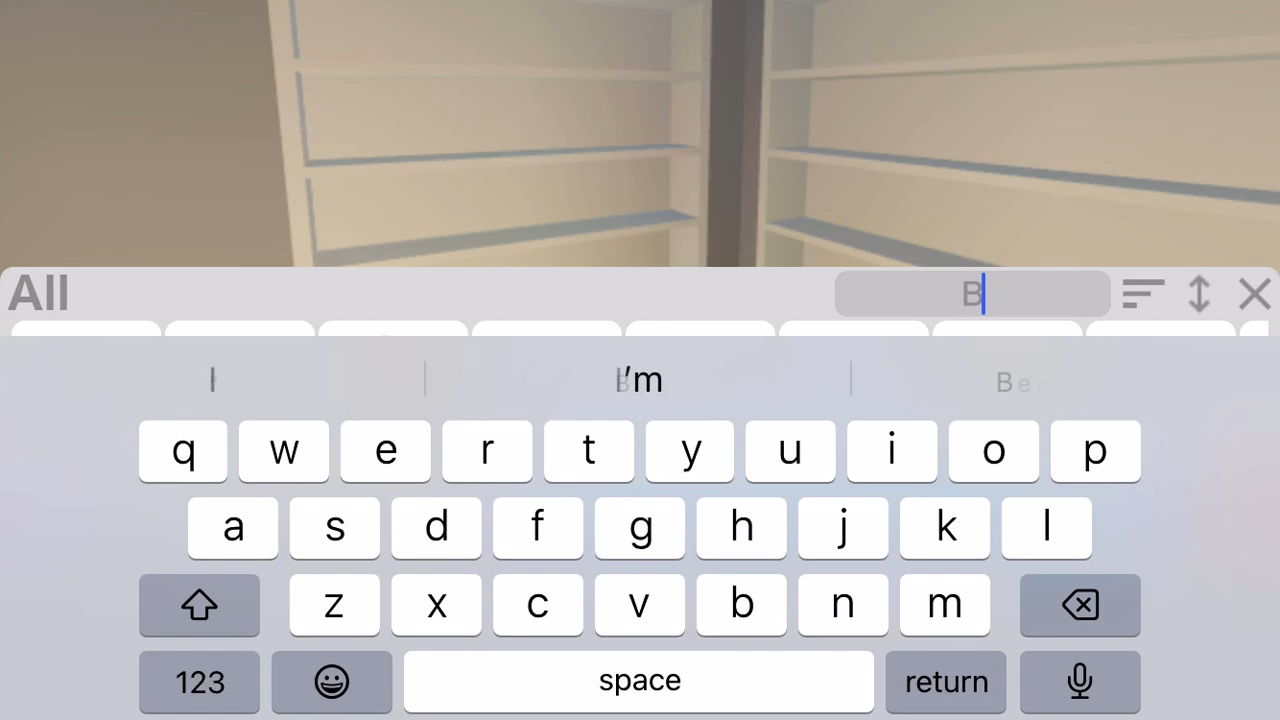 All
B
I'm
q w e r t y u i o p
a s d f g h j k l
z x c v b n m
123 space return